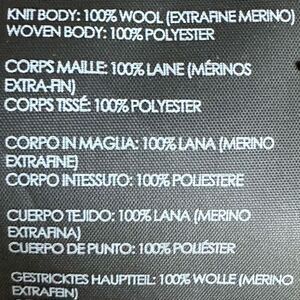 KNIT BODY: 100% WOOL (EXTRAFINE MERINO)
WOVEN BODY: 100% POLYESTER
CORPS MAILLE: 100% LAINE (MÉRINOS
EXTRA-FIN)
CORPS TISSÉ: 100% POLYESTER
CORPO IN MAGLIA: 100% LANA (MERINO
EXTRAFINE)
CORPO INTESSUTO: 100% POLIESTERE
CUERPO TEJIDO: 100% LANA (MERINO
EXTRAFINA)
CUERPO DE PUNTO: 100% POLIÉSTER
GESTRICKTES HAUPTTEIL: 100% WOLLE (MERINO
EXTRAFEIN)